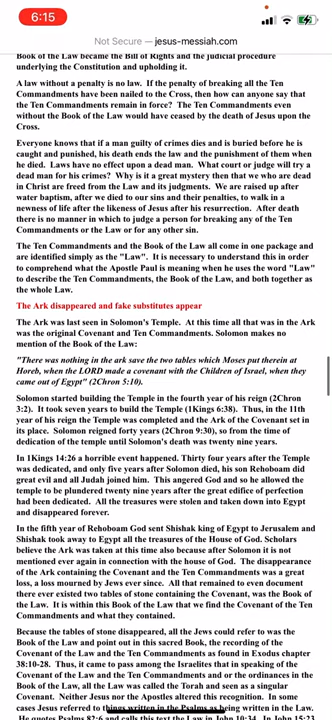 6:15
Not Secure — jesus-messiah.com
Book of the Law became the Bill of Rights and the judicial procedure
underlying the Constitution and upholding it.
A law without a penalty is no law. If the penalty of breaking all the Ten
Commandments have been nailed to the Cross, then how can anyone say that
the Ten Commandments remain in force? The Ten Commandments even
without the Book of the Law would have ceased by the death of Jesus upon the
Cross.
Everyone knows that if a man guilty of crimes dies and is buried before he is
caught and punished, his death ends the law and the punishment of them when
he died. Laws have no effect upon a dead man. What court or judge will try a
dead man for his crimes? Why is it a great mystery then that we who are dead
in Christ are freed from the Law and its judgments. We are raised up after
water baptism, after we died to our sins and their penalties, to walk in a
newness of life after the likeness of Jesus after his resurrection. After death
there is no manner in which to judge a person for breaking any of the Ten
Commandments or the Law or for any other sin.
The Ten Commandments and the Book of the Law all come in one package and
are identified simply as the "Law". It is necessary to understand this in order
to comprehend what the Apostle Paul is meaning when he uses the word "Law"
to describe the Ten Commandments, the Book of the Law, and both together as
the whole Law.
The Ark disappeared and fake substitutes appear
The Ark was last seen in Solomon's Temple. At this time all that was in the Ark
was the original Covenant and Ten Commandments. Solomon makes no
mention of the Book of the Law:
"There was nothing in the ark save the two tables which Moses put therein at
Horeb, when the LORD made a covenant with the Children of Israel, when they
came out of Egypt" (2Chron 5:10).
Solomon started building the Temple in the fourth year of his reign (2Chron
3:2). It took seven years to build the Temple (1Kings 6:38). Thus, in the 11th
year of his reign the Temple was completed and the Ark of the Covenant set in
its place. Solomon reigned forty years (2Chron 9:30), so from the time of
dedication of the temple until Solomon's death was twenty nine years.
In 1Kings 14:26 a horrible event happened. Thirty four years after the Temple
was dedicated, and only five years after Solomon died, his son Rehoboam did
great evil and all Judah joined him. This angered God and so he allowed the
temple to be plundered twenty nine years after the great edifice of perfection
had been dedicated. All the treasures were stolen and taken down into Egypt
and disappeared forever.
In the fifth year of Rehoboam God sent Shishak king of Egypt to Jerusalem and
Shishak took away to Egypt all the treasures of the House of God. Scholars
believe the Ark was taken at this time also because after Solomon it is not
mentioned ever again in connection with the house of God. The disappearance
of the Ark containing the Covenant and the Ten Commandments was a great
loss, a loss mourned by Jews ever since. All that remained to even document
there ever existed two tables of stone containing the Covenant, was the Book of
the Law. It is within this Book of the Law that we find the Covenant of the Ten
Commandments and what they contained.
Because the tables of stone disappeared, all the Jews could refer to was the
Book of the Law and point out in this sacred Book, the recording of the
Covenant of the Law and the Ten Commandments as found in Exodus chapter
38:10-28. Thus, it came to pass among the Israelites that in speaking of the
Covenant of the Law and the Ten Commandments and or the ordinances in the
Book of the Law, all the Law was called the Torah and seen as a singular
Covenant. Neither Jesus nor the Apostles altered this recognition. In some
cases Jesus referred to things written in the Psalms as being written in the Law.
He quotes Psalms 82:6 and calls this text the Law in John 10:34. In John 15:23